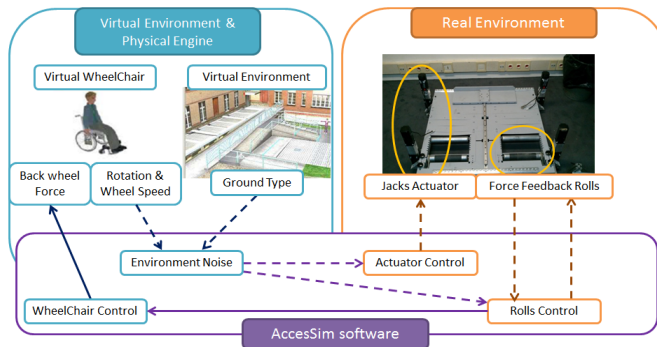 Virtual Environment &
Physical Engine
Real Environment
Virtual WheelChair
Virtual Environment
Back wheel
Force
Rotation &
Wheel Speed
Ground Type
Jacks Actuator
Force Feedback Rolls
Environment Noise
Actuator Control
WheelChair Control
Rolls Control
AccesSim software